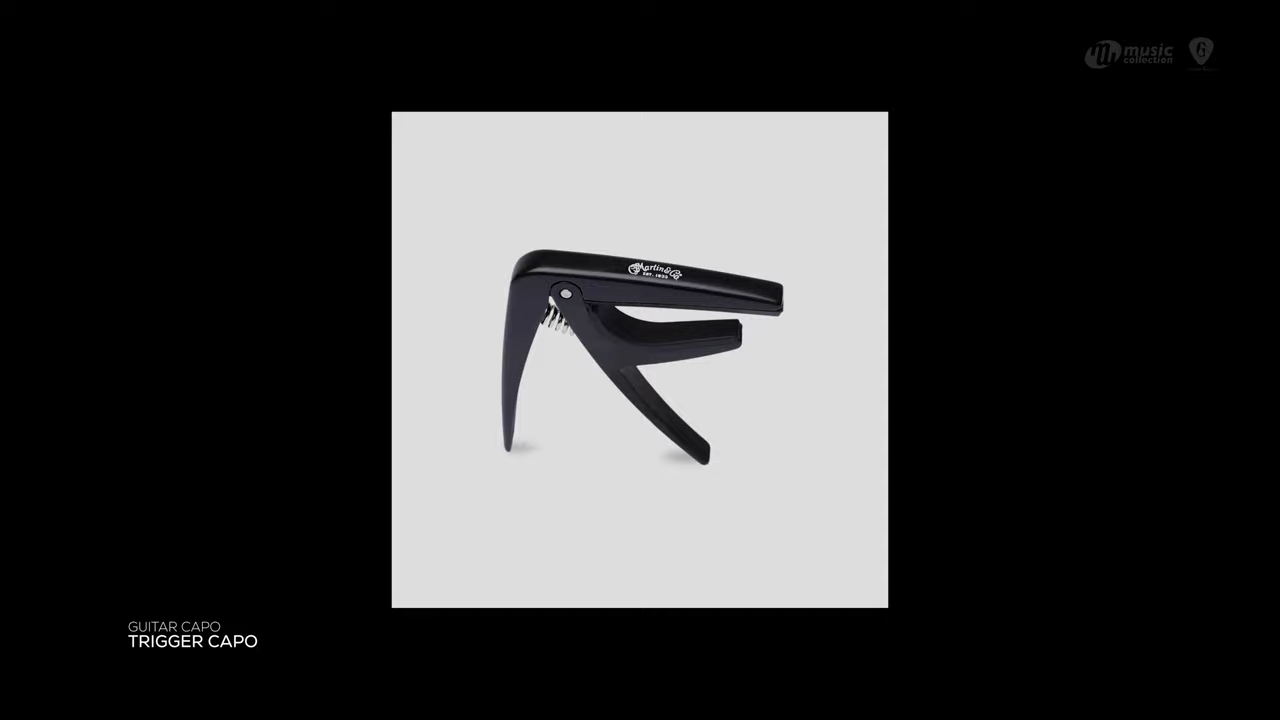 music
collection
Martin & Co
EST. 1833
GUITAR CAPO
TRIGGER CAPO